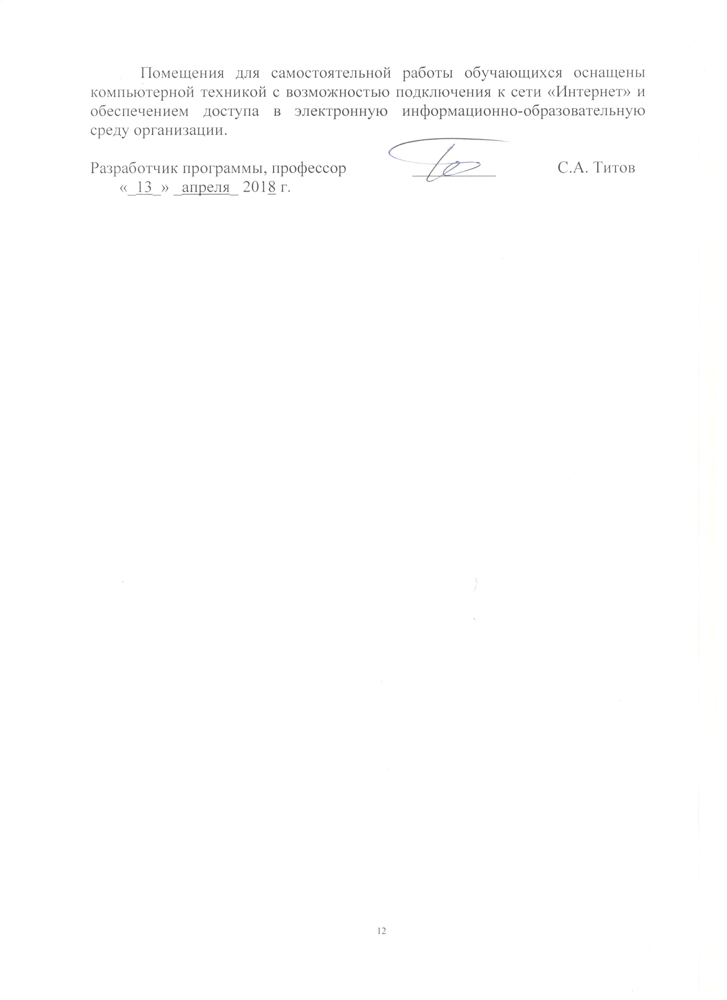 Помещения для самостоятельной работы обучающихся оснащены
компьютерной техникой с возможностью подключения к сети «Интернет» и
обеспечением доступа в электронную информационно-образовательную
среду организации.
Разработчик программы, профессор __________ С.А. Титов
«_13_» _апреля_ 2018 г.
12